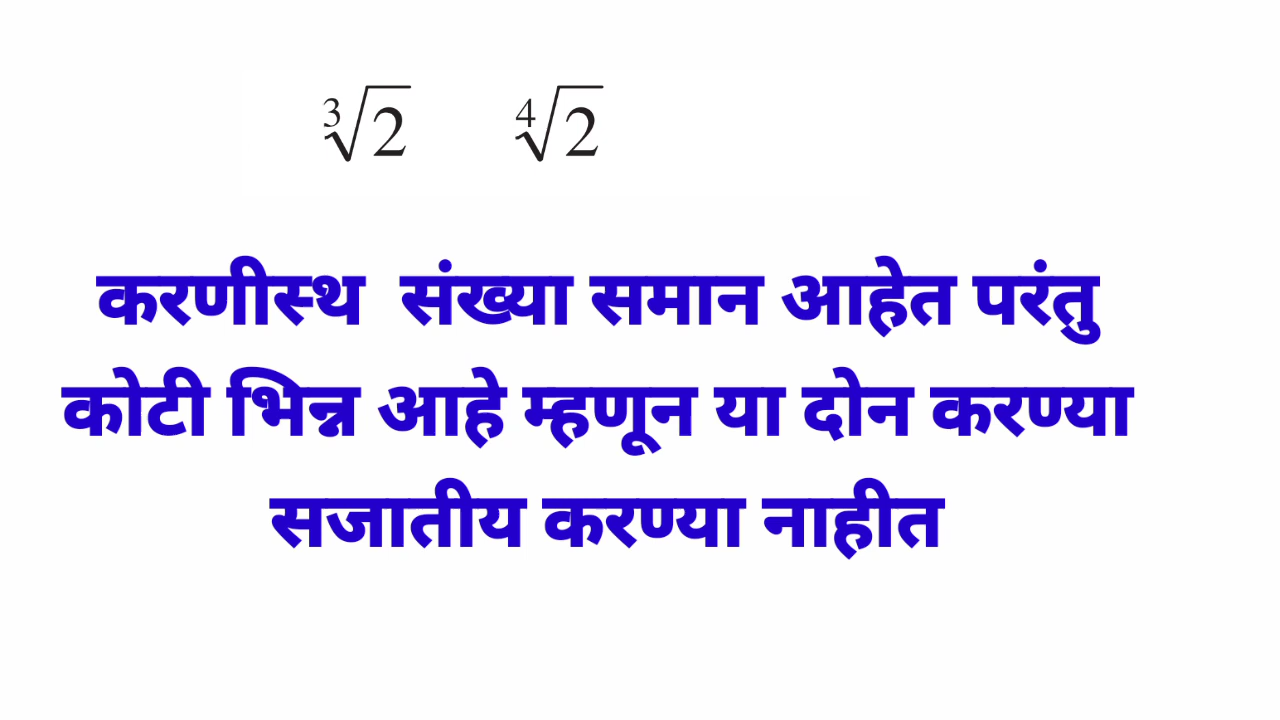 ∛2 ∜2
करणीस्थ संख्या समान आहेत परंतु
कोटी भिन्न आहे म्हणून या दोन करण्या
सजातीय करण्या नाहीत